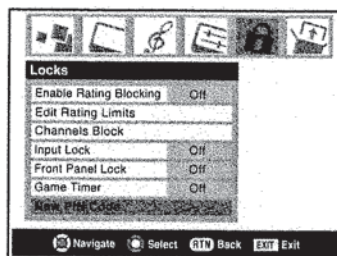 Locks
Enable Rating Blocking Off
Edit Rating Limits
Channels Block
Input Lock Off
Front Panel Lock Off
Game Timer Off
New PIN Code
Navigate Select RTN Back EXIT Exit